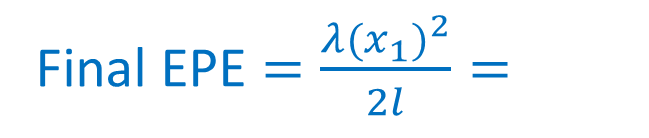 Final EPE = λ(x₁)²/2l =